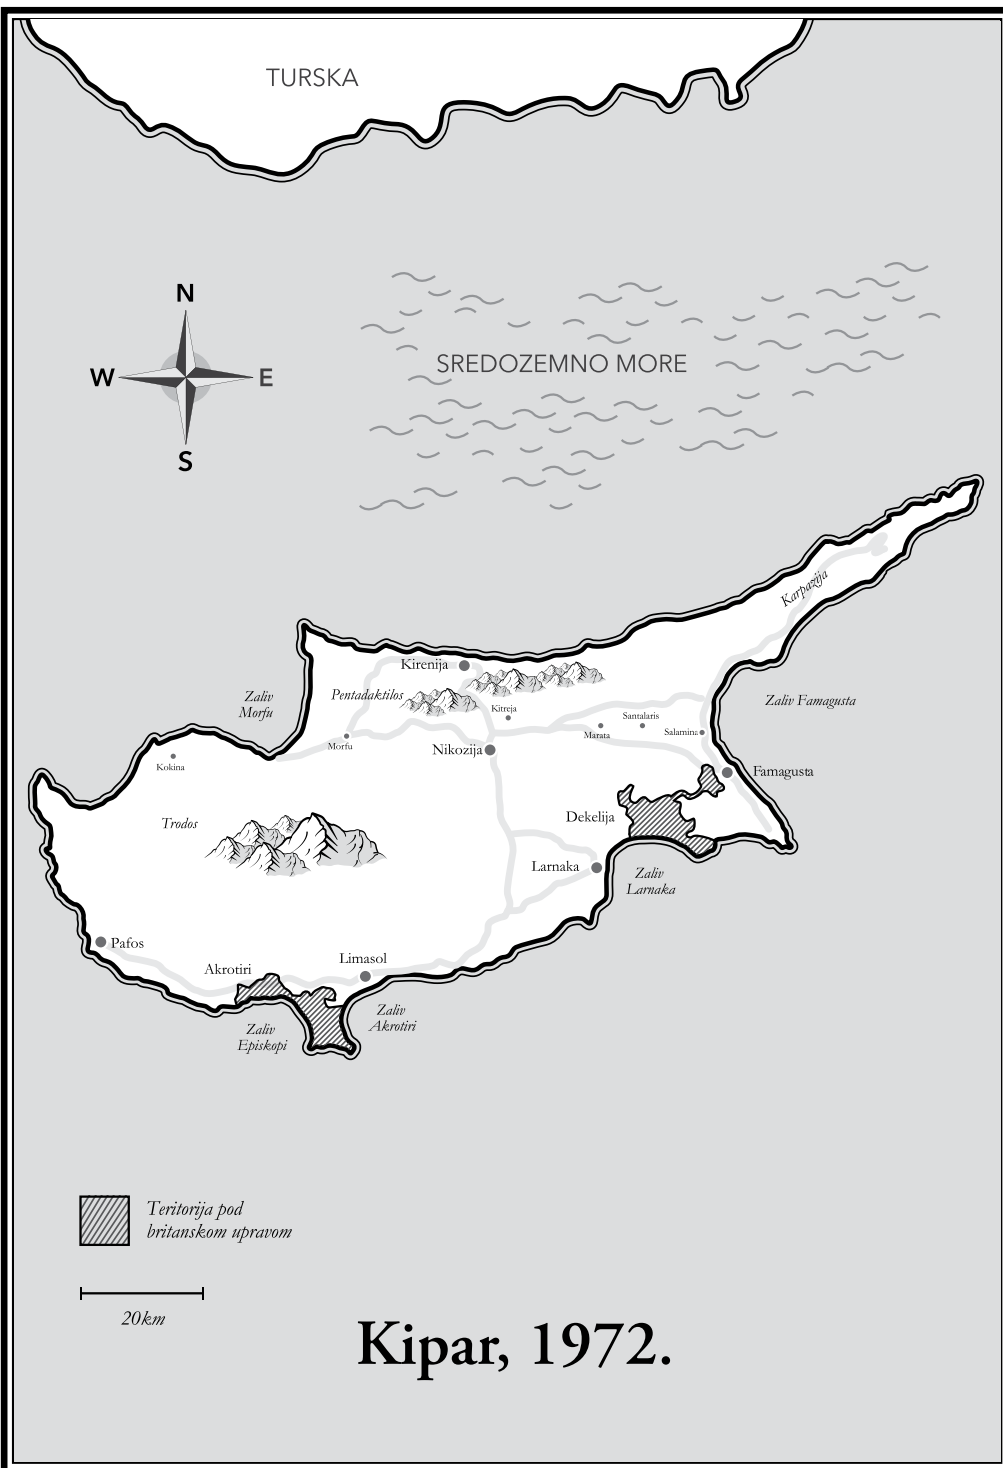 TURSKA
N
W
E
S
SREDOZEMNO MORE
Karpazija
Kirenija
Zaliv
Morfu
Pentadaktilos
Zaliv Famagusta
Kitreja
Santalaris
Marata
Salamina
Morfu
Nikozija
Kokina
Famagusta
Dekelija
Trodos
Larnaka
Zaliv
Larnaka
Pafos
Limasol
Akrotiri
Zaliv
Akrotiri
Zaliv
Episkopi
Teritorija pod
britanskom upravom
20km
Kipar, 1972.